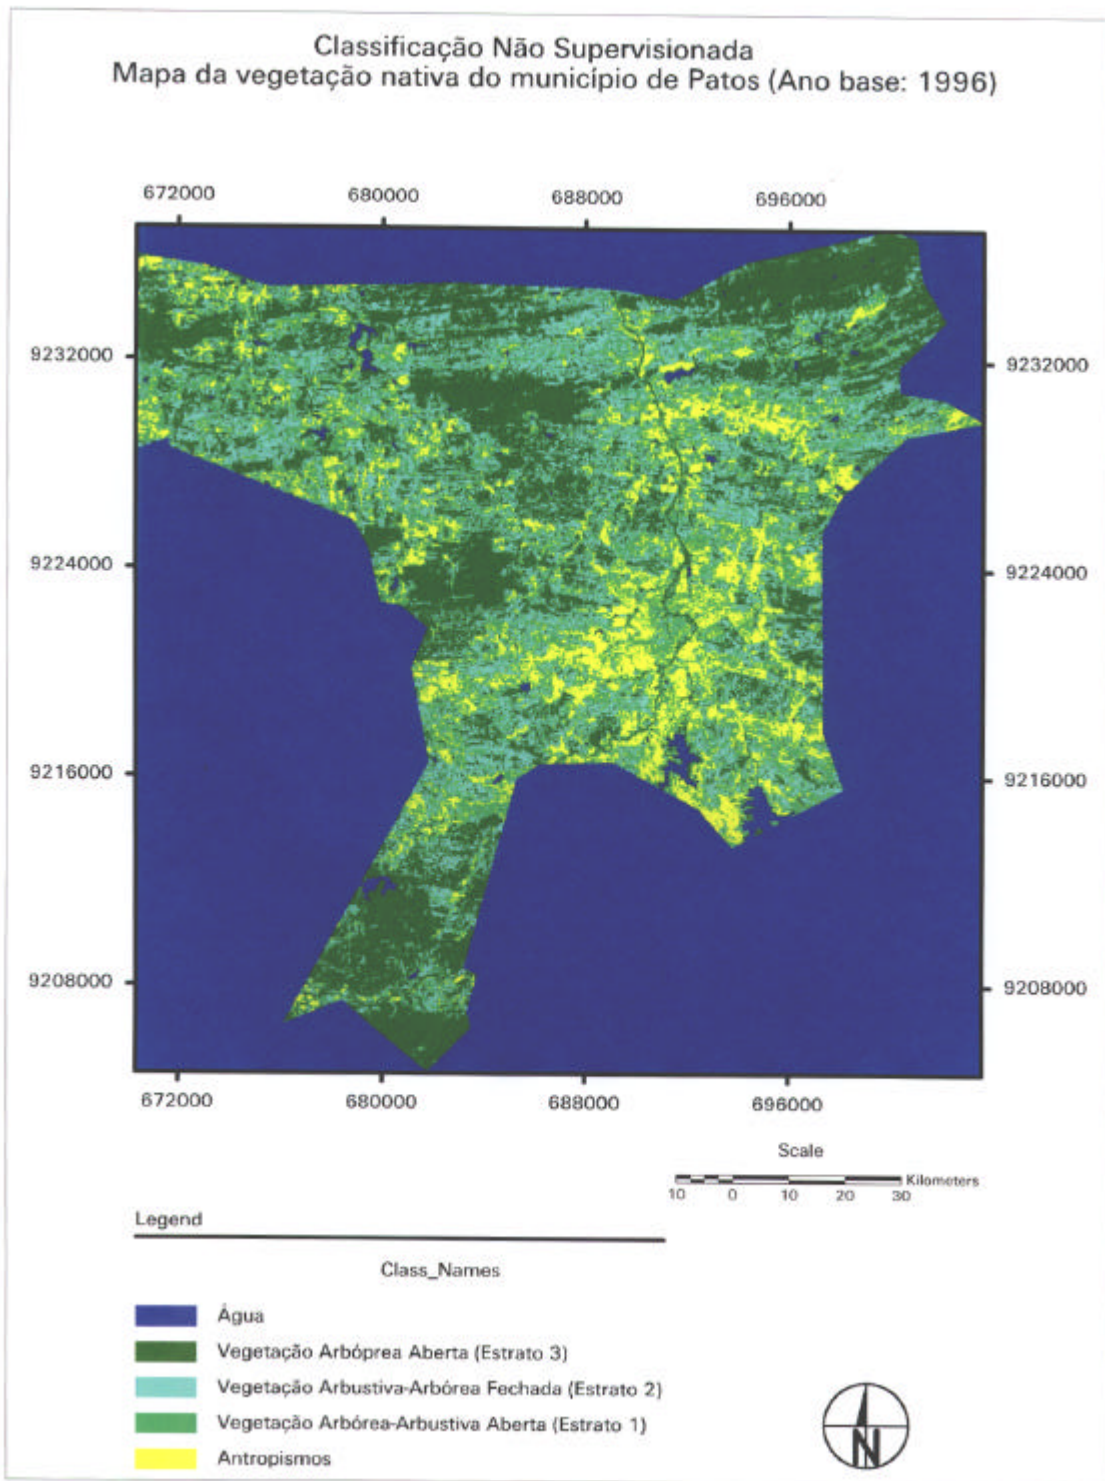 Classificação Não Supervisionada
Mapa da vegetação nativa do município de Patos (Ano base: 1996)
672000 680000 688000 696000
9232000 9232000
9224000 9224000
9216000 9216000
9208000 9208000
672000 680000 688000 696000
Scale
Kilometers
10 0 10 20 30
Legend
Class_Names
Água
Vegetação Arbóprea Aberta (Estrato 3)
Vegetação Arbustiva-Arbórea Fechada (Estrato 2)
Vegetação Arbórea-Arbustiva Aberta (Estrato 1)
Antropismos
N